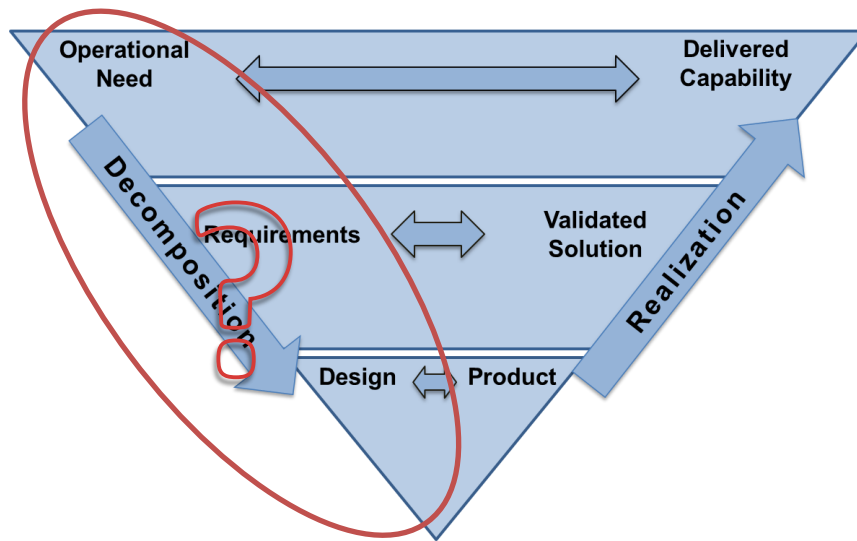 Operational
Need
Delivered
Capability
Decomposition
Requirements
Validated
Solution
Realization
Design
Product
?